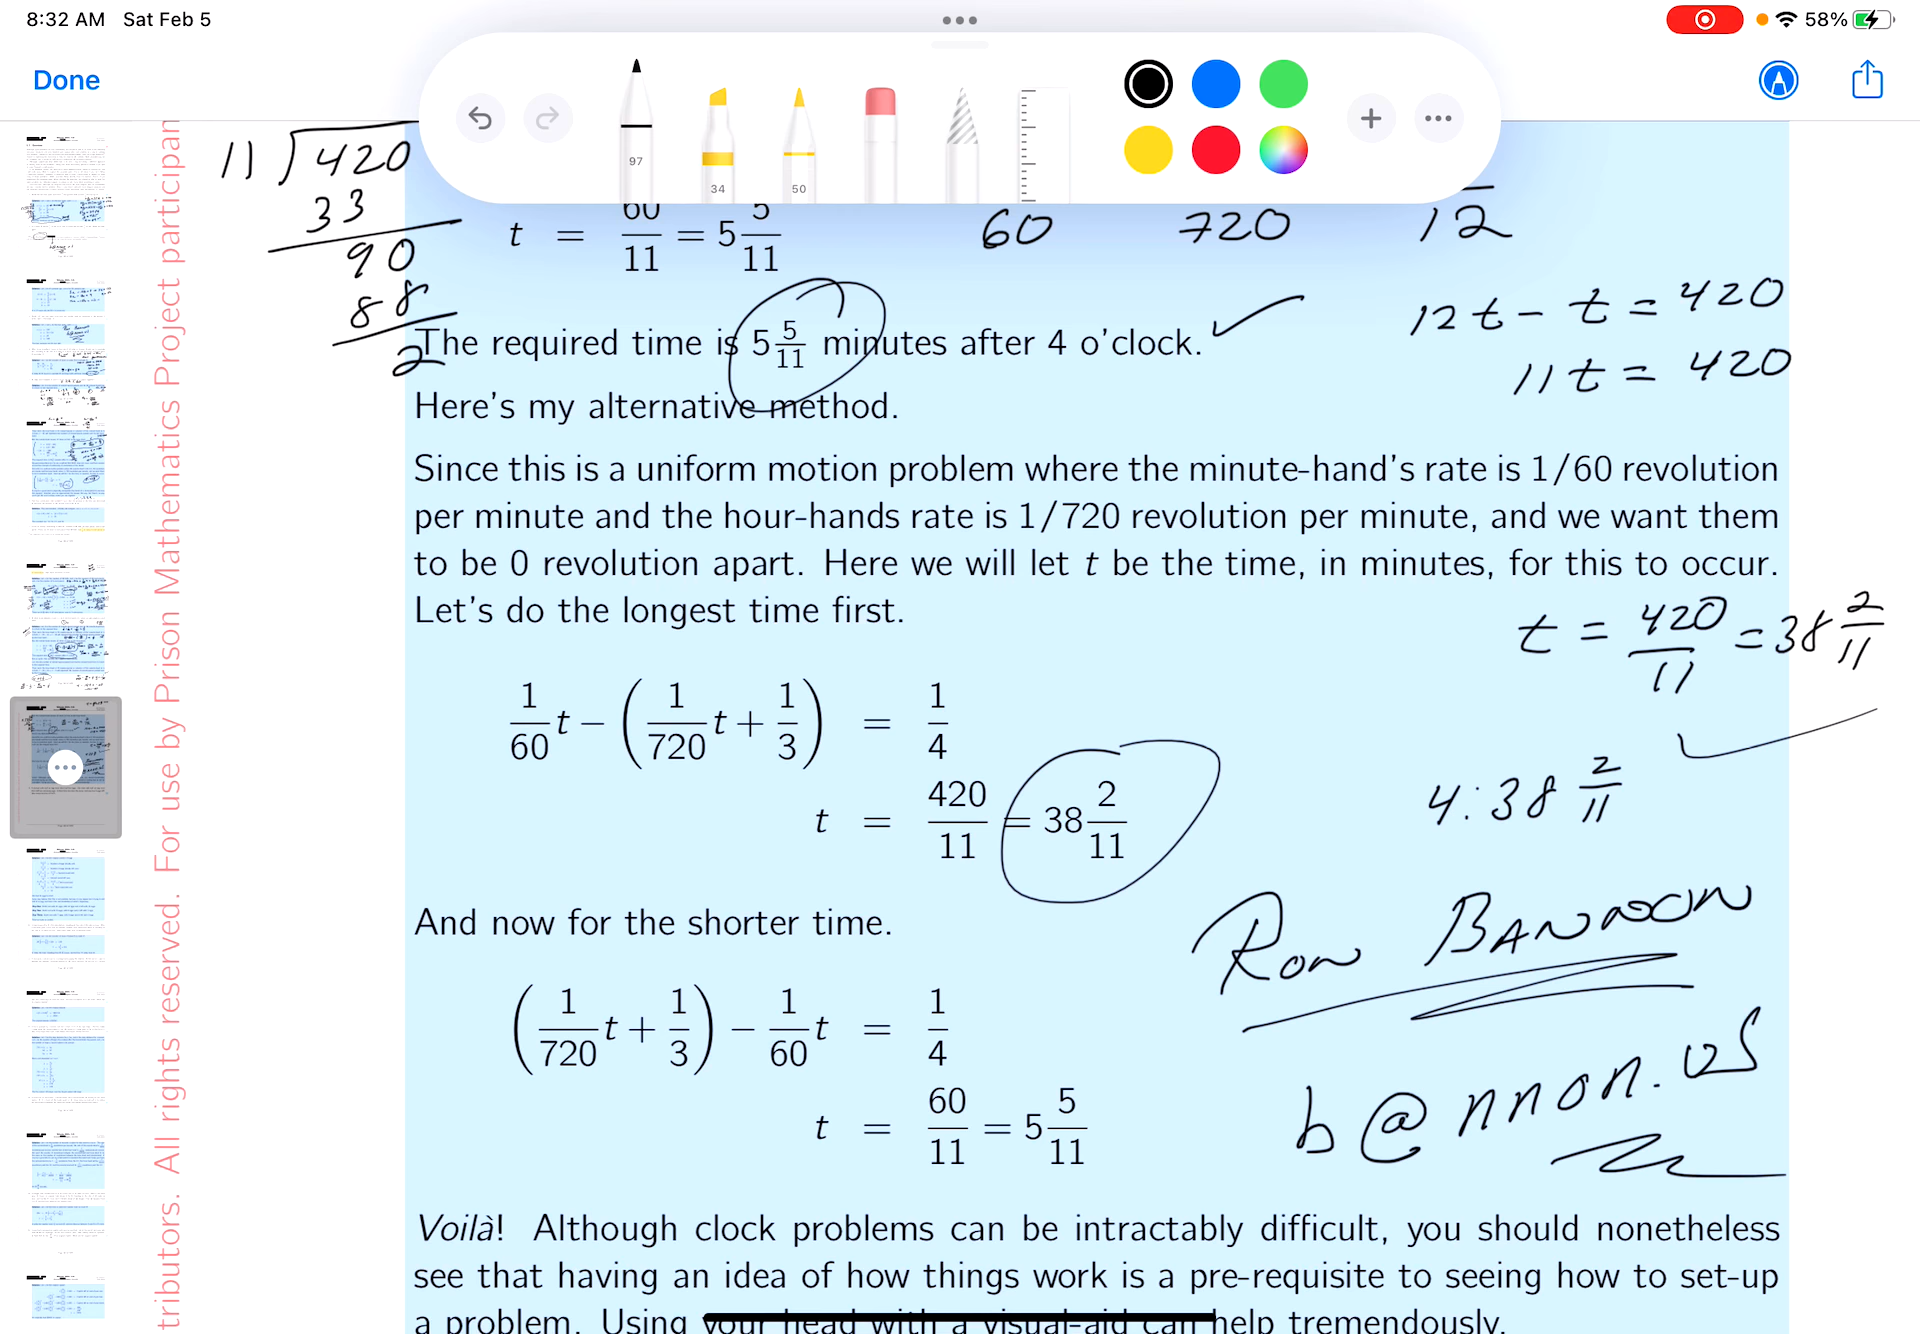 8:32 AM Sat Feb 5
58%
Done
97
34
50
For use by Prison Mathematics Project participan
All rights reserved.
tributors.
11 ) 420
33
90
88
2
t = 60/11 = 5 5/11
60 720 12
12t - t = 420
11t = 420
The required time is 5 5/11 minutes after 4 o'clock.
Here's my alternative method.
Since this is a uniform motion problem where the minute-hand's rate is 1/60 revolution
per minute and the hour-hands rate is 1/720 revolution per minute, and we want them
to be 0 revolution apart. Here we will let t be the time, in minutes, for this to occur.
Let's do the longest time first.
t = 420/11 = 38 2/11
1/60 t − (1/720 t + 1/3) = 1/4
t = 420/11 = 38 2/11
4:38 2/11
And now for the shorter time.
Ron BANNON
(1/720 t + 1/3) − 1/60 t = 1/4
b@nnon.us
t = 60/11 = 5 5/11
Voilà! Although clock problems can be intractably difficult, you should nonetheless
see that having an idea of how things work is a pre-requisite to seeing how to set-up
a problem. Using your head with a visual-aid can help tremendously.